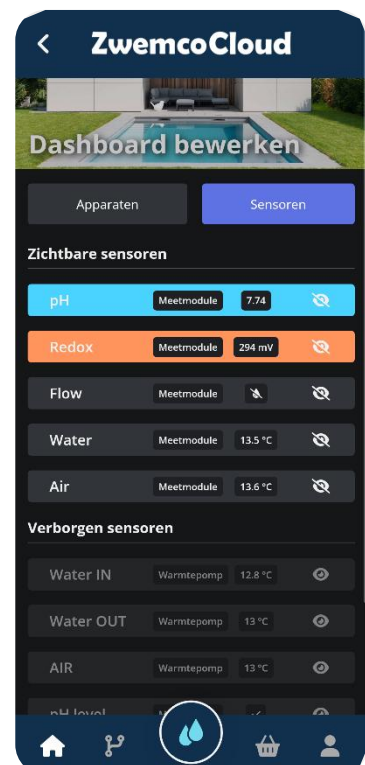 ZwemcoCloud
Dashboard bewerken
Apparaten Sensoren
Zichtbare sensoren
pH Meetmodule 7.74
Redox Meetmodule 294 mV
Flow Meetmodule
Water Meetmodule 13.5 °C
Air Meetmodule 13.6 °C
Verborgen sensoren
Water IN Warmtepomp 12.8 °C
Water OUT Warmtepomp 13 °C
AIR Warmtepomp 13 °C
pH level